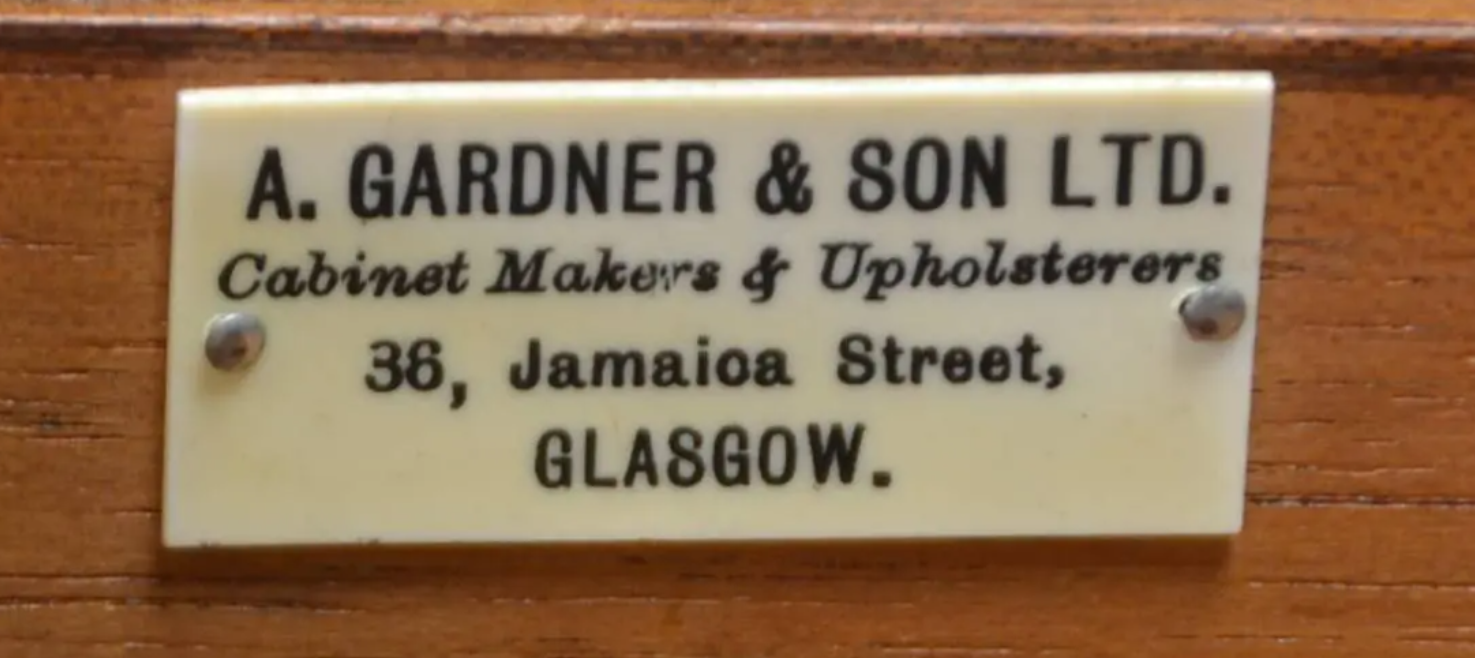 A. GARDNER & SON LTD.
Cabinet Makers & Upholsterers
36, Jamaica Street,
GLASGOW.